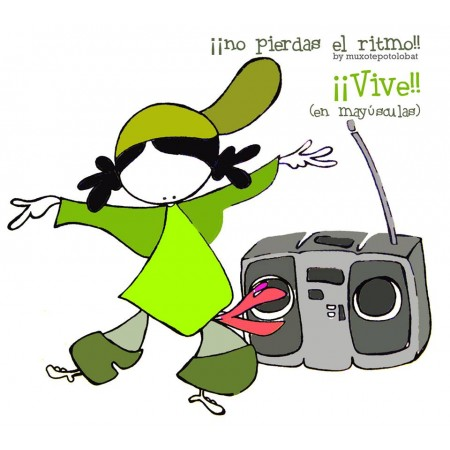 ¡¡no pierdas el ritmo!!
by muxotepotolobat
¡¡Vive!!
(en mayúsculas)